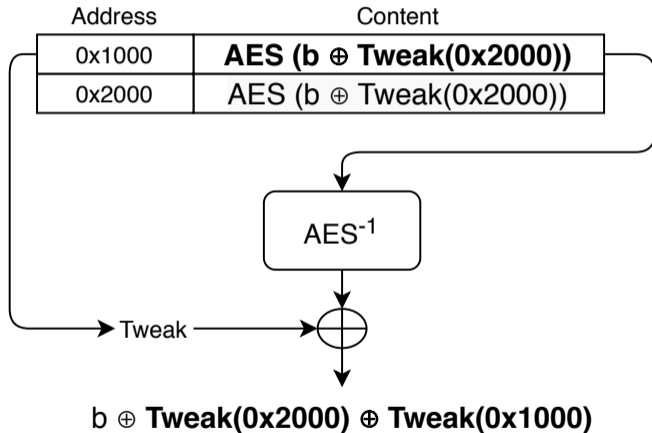 Address Content
0x1000 AES (b ⊕ Tweak(0x2000))
0x2000 AES (b ⊕ Tweak(0x2000))
AES⁻¹
Tweak
b ⊕ Tweak(0x2000) ⊕ Tweak(0x1000)